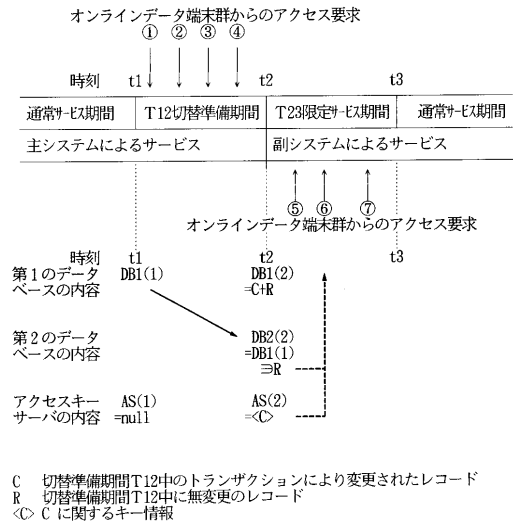 オンラインデータ端末群からのアクセス要求
① ② ③ ④
時刻 t1 t2 t3
通常サービス期間 T12切替準備期間 T23限定サービス期間 通常サービス期間
主システムによるサービス 副システムによるサービス
⑤ ⑥ ⑦
オンラインデータ端末群からのアクセス要求
時刻 t1 t2 t3
第1のデータ DB1(1) DB1(2)
ベースの内容 =C+R
第2のデータ DB2(2)
ベースの内容 =DB1(1)
∋R
アクセスキー AS(1) AS(2)
サーバの内容 =null =<C>
C 切替準備期間T12中のトランザクションにより変更されたレコード
R 切替準備期間T12中に無変更のレコード
<C> C に関するキー情報